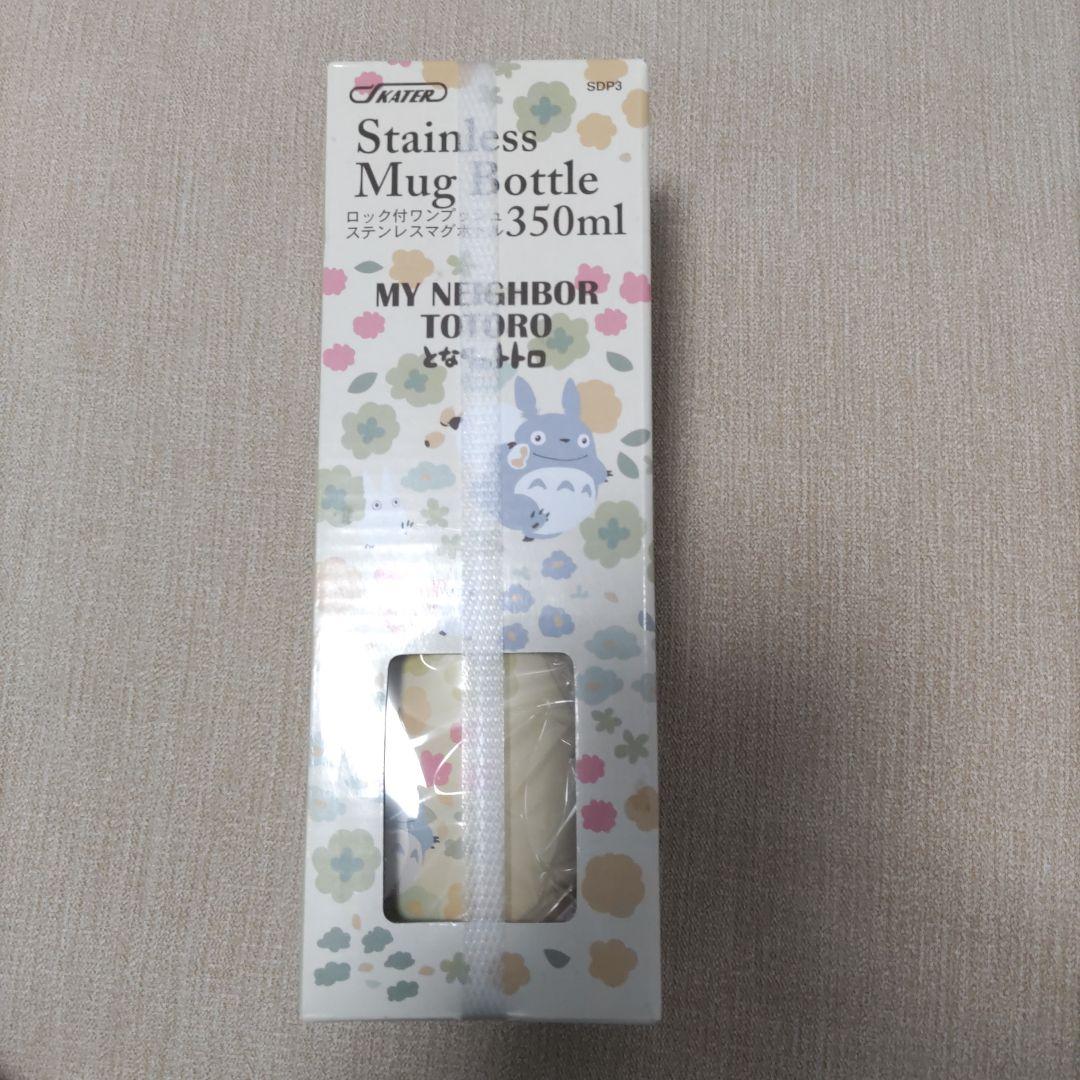 SKATER
SDP3
Stainless
Mug Bottle
ロック付ワンプッシュ
ステンレスマグボトル 350ml
MY NEIGHBOR
TOTORO
となりのトトロ